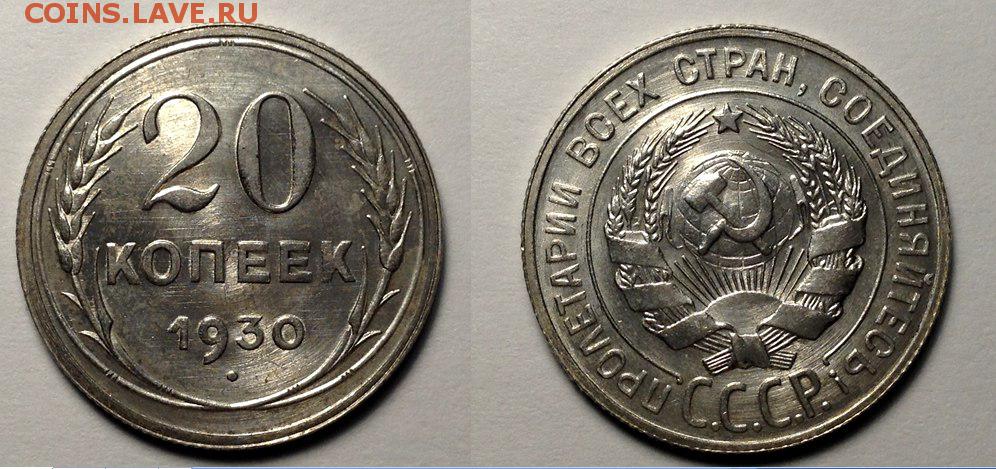 COINS.LAVE.RU
20
КОПЕЕК
1930
ПРОЛЕТАРИИ ВСЕХ СТРАН, СОЕДИНЯЙТЕСЬ!
С.С.С.Р.